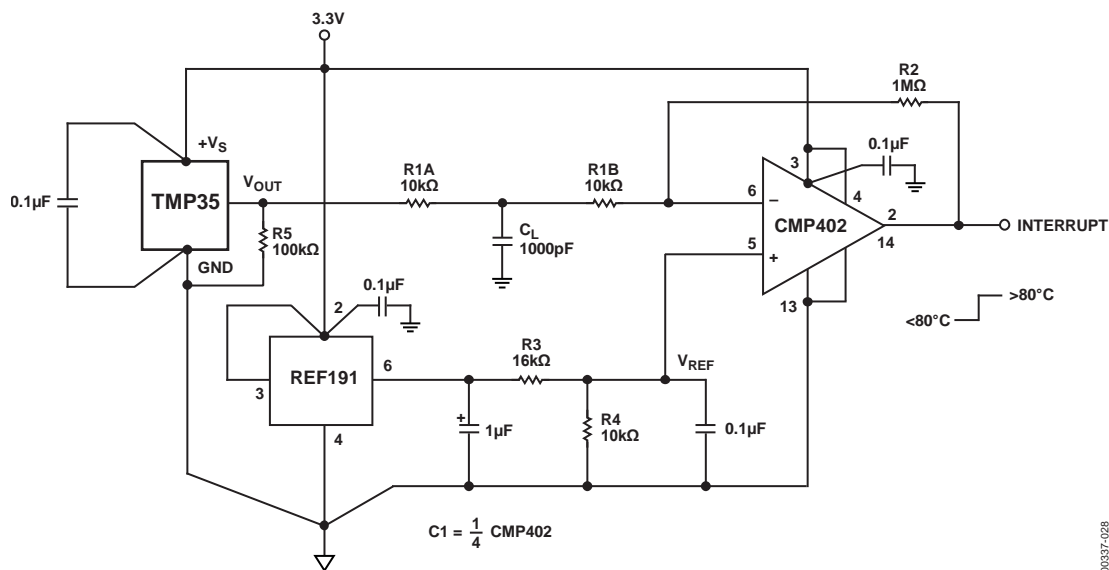 3.3V
R2
1MΩ
+VS
0.1µF
3
0.1µF
R1A
10kΩ
R1B
10kΩ
VOUT
TMP35
6
−
4
CMP402
2
INTERRUPT
14
R5
100kΩ
CL
1000pF
5
+
GND
0.1µF
13
>80°C
<80°C
2
R3
16kΩ
VREF
6
REF191
3
+
1µF
R4
10kΩ
0.1µF
4
C1 = 1/4 CMP402
00337-028